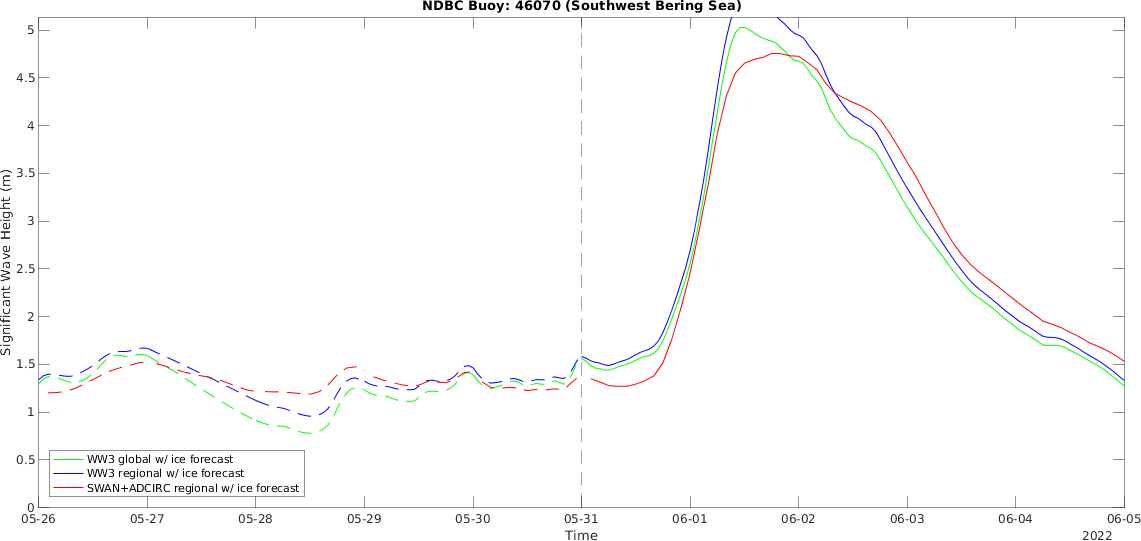 NDBC Buoy: 46070 (Southwest Bering Sea)
5
4.5
4
3.5
3
2.5
2
1.5
1
0.5
0
Significant Wave Height (m)
WW3 global w/ ice forecast
WW3 regional w/ ice forecast
SWAN+ADCIRC regional w/ ice forecast
05-26 05-27 05-28 05-29 05-30 05-31 06-01 06-02 06-03 06-04 06-05
Time
2022